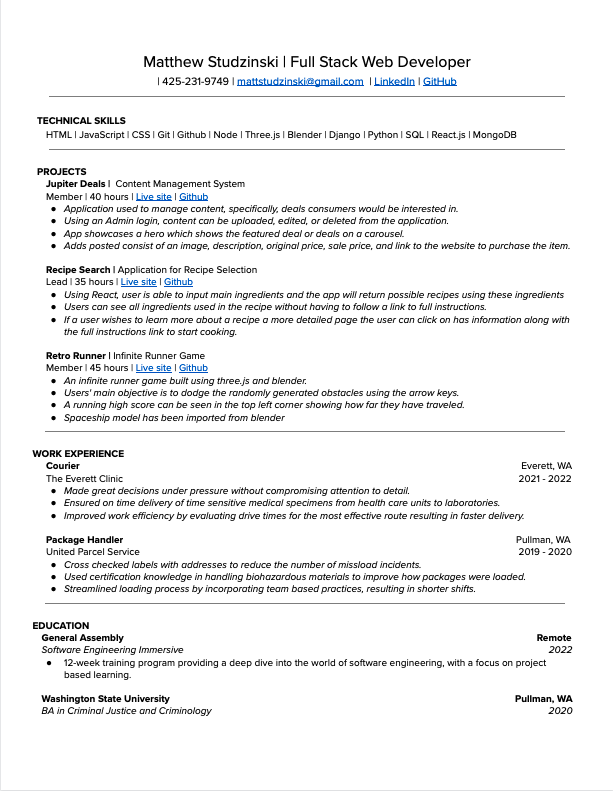 Matthew Studzinski | Full Stack Web Developer
| 425-231-9749 | mattstudzinski@gmail.com | LinkedIn | GitHub
TECHNICAL SKILLS
HTML | JavaScript | CSS | Git | Github | Node | Three.js | Blender | Django | Python | SQL | React.js | MongoDB
PROJECTS
Jupiter Deals | Content Management System
Member | 40 hours | Live site | Github
● Application used to manage content, specifically, deals consumers would be interested in.
● Using an Admin login, content can be uploaded, edited, or deleted from the application.
● App showcases a hero which shows the featured deal or deals on a carousel.
● Adds posted consist of an image, description, original price, sale price, and link to the website to purchase the item.
Recipe Search | Application for Recipe Selection
Lead | 35 hours | Live site | Github
● Using React, user is able to input main ingredients and the app will return possible recipes using these ingredients
● Users can see all ingredients used in the recipe without having to follow a link to full instructions.
● If a user wishes to learn more about a recipe a more detailed page the user can click on has information along with
the full instructions link to start cooking.
Retro Runner | Infinite Runner Game
Member | 45 hours | Live site | Github
● An infinite runner game built using three.js and blender.
● Users' main objective is to dodge the randomly generated obstacles using the arrow keys.
● A running high score can be seen in the top left corner showing how far they have traveled.
● Spaceship model has been imported from blender
WORK EXPERIENCE
Courier Everett, WA
The Everett Clinic 2021 - 2022
● Made great decisions under pressure without compromising attention to detail.
● Ensured on time delivery of time sensitive medical specimens from health care units to laboratories.
● Improved work efficiency by evaluating drive times for the most effective route resulting in faster delivery.
Package Handler Pullman, WA
United Parcel Service 2019 - 2020
● Cross checked labels with addresses to reduce the number of missload incidents.
● Used certification knowledge in handling biohazardous materials to improve how packages were loaded.
● Streamlined loading process by incorporating team based practices, resulting in shorter shifts.
EDUCATION
General Assembly Remote
Software Engineering Immersive 2022
● 12-week training program providing a deep dive into the world of software engineering, with a focus on project
based learning.
Washington State University Pullman, WA
BA in Criminal Justice and Criminology 2020